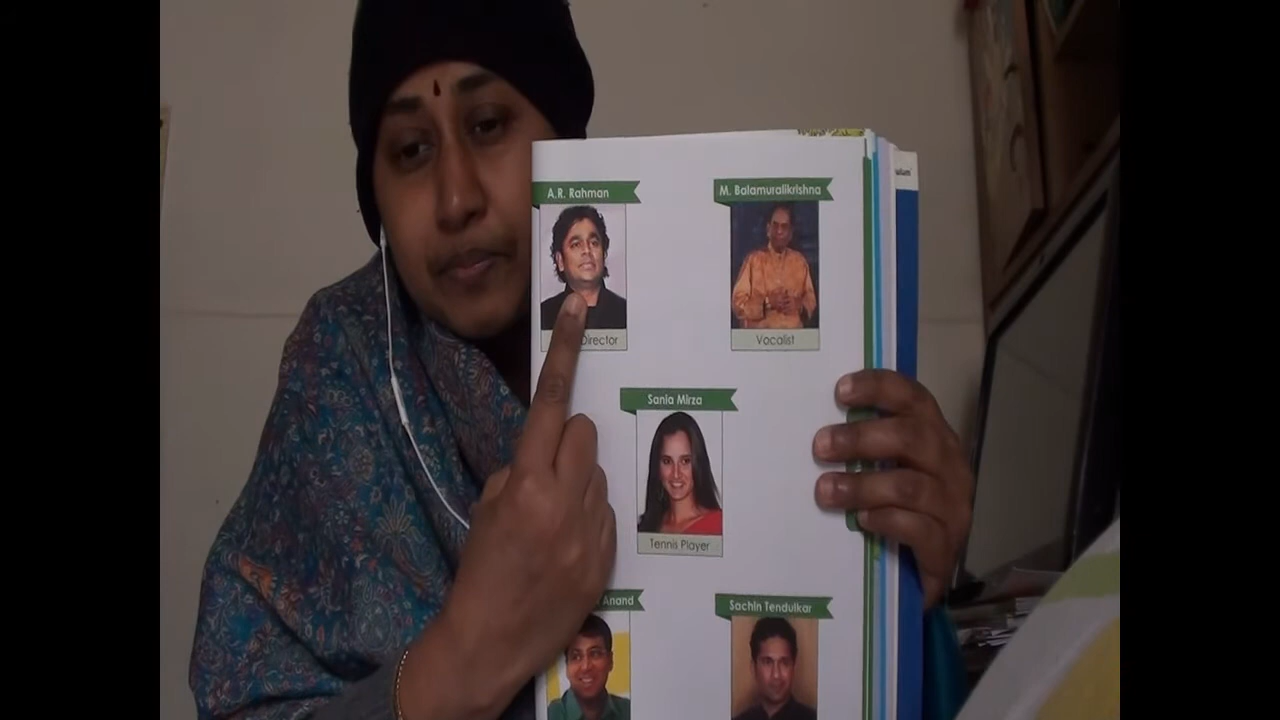 A.R. Rahman
M. Balamuralikrishna
Director
Vocalist
Sania Mirza
Tennis Player
Anand
Sachin Tendulkar